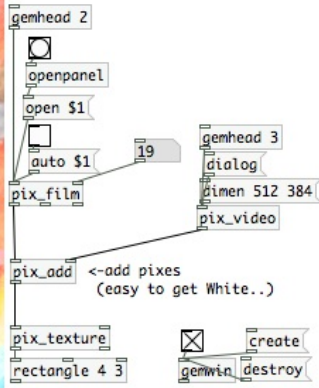 gemhead 2
openpanel
open $1
auto $1
19
gemhead 3
dialog
dimen 512 384
pix_film
pix_video
pix_add
<-add pixes
(easy to get White..)
pix_texture
rectangle 4 3
create
gemwin
destroy